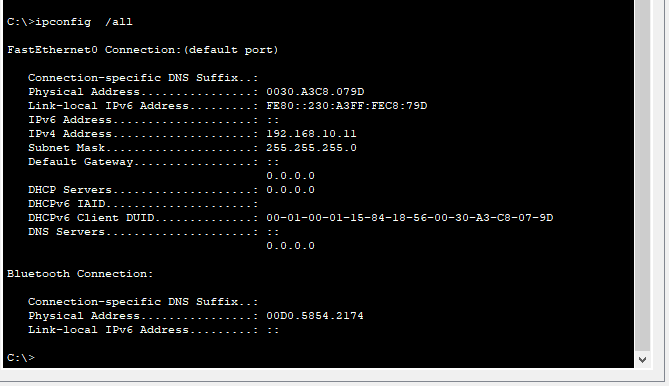 C:\>ipconfig  /all
FastEthernet0 Connection:(default port)
Connection-specific DNS Suffix..:
Physical Address................: 0030.A3C8.079D
Link-local IPv6 Address.........: FE80::230:A3FF:FEC8:79D
IPv6 Address....................: ::
IPv4 Address....................: 192.168.10.11
Subnet Mask.....................: 255.255.255.0
Default Gateway.................: ::
0.0.0.0
DHCP Servers....................: 0.0.0.0
DHCPv6 IAID.....................:
DHCPv6 Client DUID..............: 00-01-00-01-15-84-18-56-00-30-A3-C8-07-9D
DNS Servers.....................: ::
0.0.0.0
Bluetooth Connection:
Connection-specific DNS Suffix..:
Physical Address................: 00D0.5854.2174
Link-local IPv6 Address.........: ::
C:\>